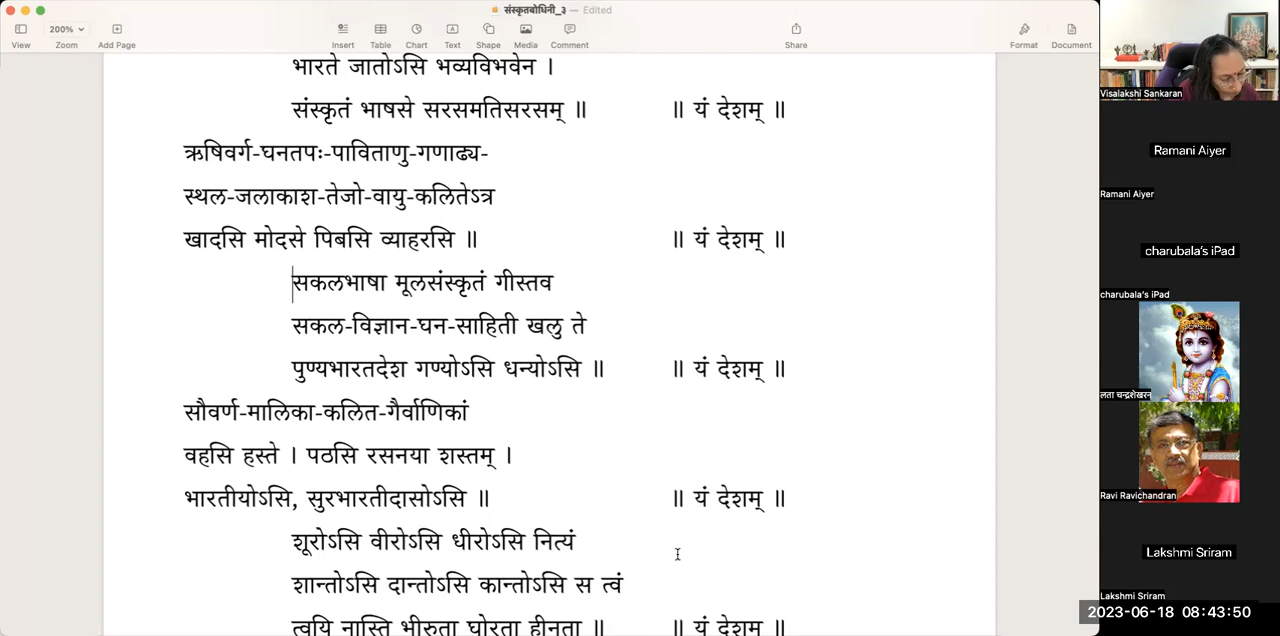 संस्कृतबोधिनी_३ — Edited
200%
View Zoom Add Page Insert Table Chart Text Shape Media Comment Share Format Document
भारते जातोऽसि भव्यविभवेन ।
संस्कृतं भाषसे सरसमतिसरसम् ॥ ॥ यं देशम् ॥
ऋषिवर्ग-घनतपः-पाविताणु-गणाढ्य-
स्थल-जलाकाश-तेजो-वायु-कलितेऽत्र
खादसि मोदसे पिबसि व्याहरसि ॥ ॥ यं देशम् ॥
सकलभाषा मूलसंस्कृतं गीस्तव
सकल-विज्ञान-घन-साहिती खलु ते
पुण्यभारतदेश गण्योऽसि धन्योऽसि ॥ ॥ यं देशम् ॥
सौवर्ण-मालिका-कलित-गैर्वाणिकां
वहसि हस्ते । पठसि रसनया शस्तम् ।
भारतीयोऽसि, सुरभारतीदासोऽसि ॥ ॥ यं देशम् ॥
शूरोऽसि वीरोऽसि धीरोऽसि नित्यं
शान्तोऽसि दान्तोऽसि कान्तोऽसि स त्वं
त्वयि नास्ति भीरुता घोरता हीनता ॥ ॥ यं देशम् ॥
Visalakshi Sankaran
Ramani Aiyer
Ramani Aiyer
charubala's iPad
charubala's iPad
लता चन्द्रशेखरन
Ravi Ravichandran
Lakshmi Sriram
Lakshmi Sriram
2023-06-18 08:43:50